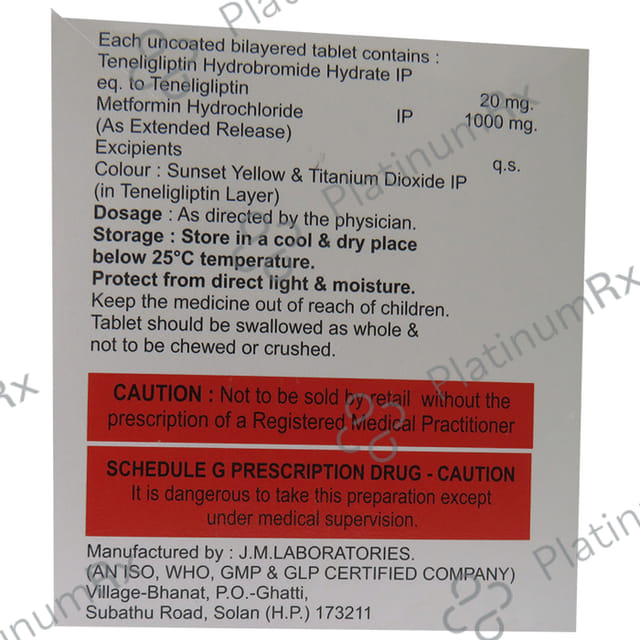 Each uncoated bilayered tablet contains :
Teneligliptin Hydrobromide Hydrate IP
eq. to Teneligliptin 20 mg.
Metformin Hydrochloride IP 1000 mg.
(As Extended Release)
Excipients q.s.
Colour : Sunset Yellow & Titanium Dioxide IP
(in Teneligliptin Layer)
Dosage : As directed by the physician.
Storage : Store in a cool & dry place
below 25°C temperature.
Protect from direct light & moisture.
Keep the medicine out of reach of children.
Tablet should be swallowed as whole &
not to be chewed or crushed.
CAUTION : Not to be sold by retail without the
prescription of a Registered Medical Practitioner
SCHEDULE G PRESCRIPTION DRUG - CAUTION
It is dangerous to take this preparation except
under medical supervision.
Manufactured by : J.M.LABORATORIES.
(AN ISO, WHO, GMP & GLP CERTIFIED COMPANY)
Village-Bhanat, P.O.-Ghatti,
Subathu Road, Solan (H.P.) 173211
PlatinumRx
PlatinumRx
PlatinumRx
PlatinumRx
PlatinumRx